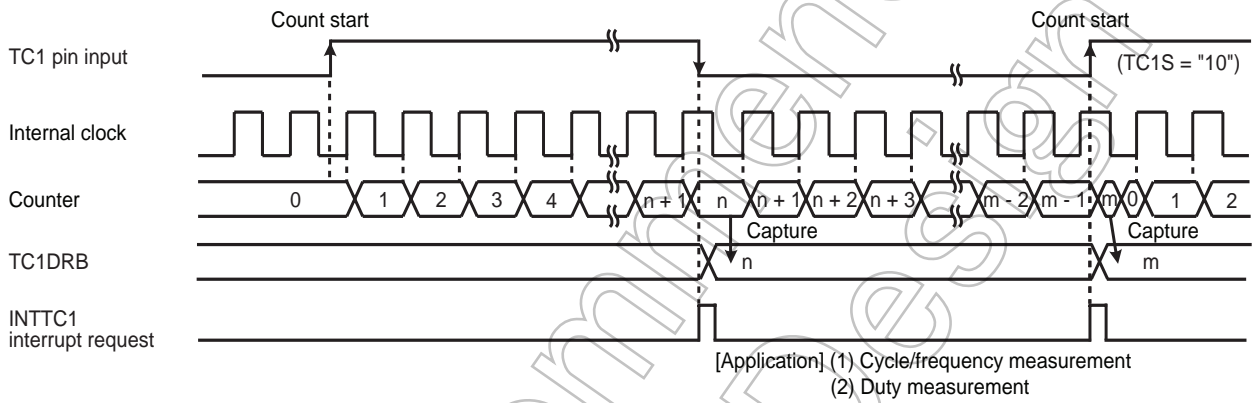 Count start
Count start
TC1 pin input
(TC1S = "10")
Internal clock
Counter
0 1 2 3 4 n + 1 n n + 1 n + 2 n + 3 m - 2 m - 1 m 0 1 2
Capture
Capture
TC1DRB
n
m
INTTC1
interrupt request
[Application] (1) Cycle/frequency measurement
(2) Duty measurement